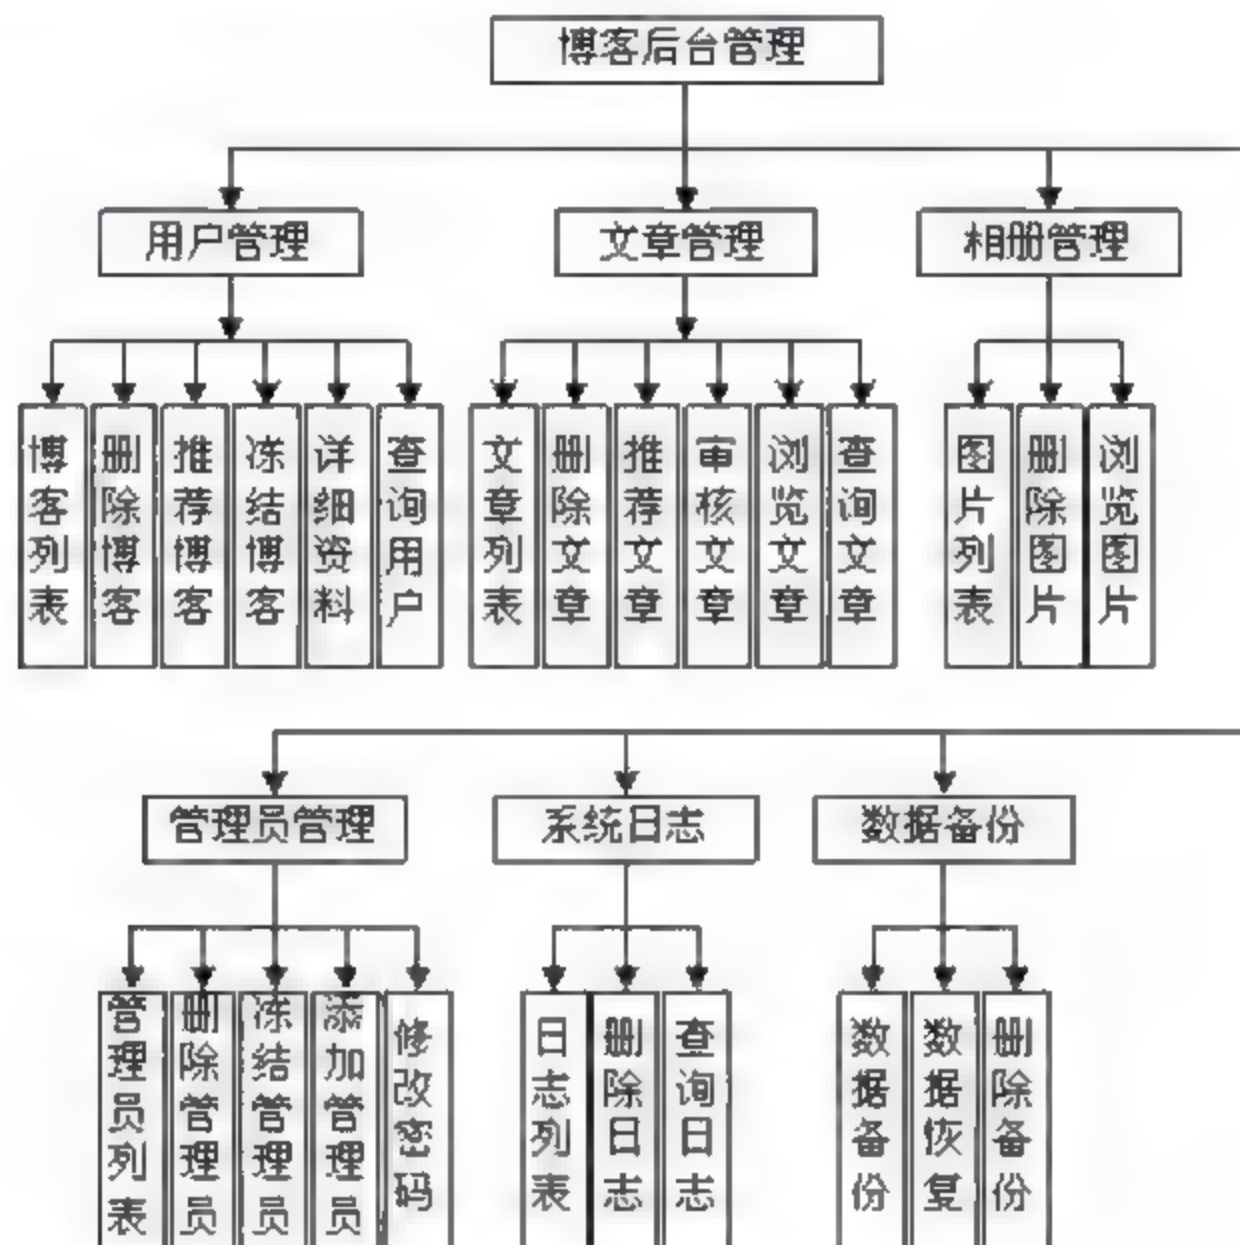 博客后台管理
用户管理
文章管理
相册管理
博客列表
删除博客
推荐博客
冻结博客
详细资料
查询用户
文章列表
删除文章
推荐文章
审核文章
浏览文章
查询文章
图片列表
删除图片
浏览图片
管理员管理
系统日志
数据备份
管理员列表
删除管理员
冻结管理员
添加管理员
修改密码
日志列表
删除日志
查询日志
数据备份
数据恢复
删除备份